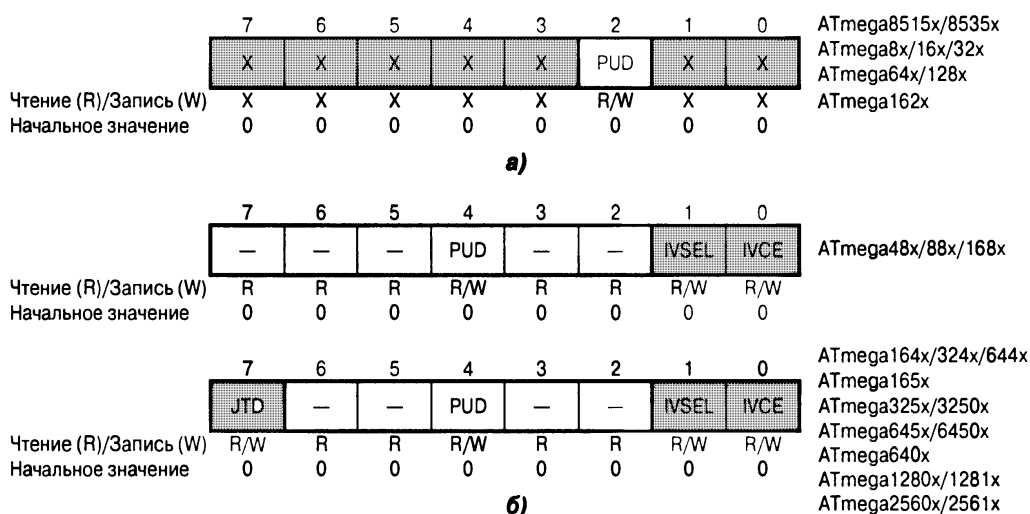 7 6 5 4 3 2 1 0 ATmega8515x/8535x
X X X X X PUD X X ATmega8x/16x/32x
ATmega64x/128x
Чтение (R)/Запись (W) X X X X X R/W X X ATmega162x
Начальное значение 0 0 0 0 0 0 0 0
а)
7 6 5 4 3 2 1 0
— — — PUD — — IVSEL IVCE ATmega48x/88x/168x
Чтение (R)/Запись (W) R R R R/W R R R/W R/W
Начальное значение 0 0 0 0 0 0 0 0
7 6 5 4 3 2 1 0 ATmega164x/324x/644x
ATmega165x
JTD — — PUD — — IVSEL IVCE ATmega325x/3250x
ATmega645x/6450x
Чтение (R)/Запись (W) R/W R R R/W R R R/W R/W ATmega640x
Начальное значение 0 0 0 0 0 0 0 0 ATmega1280x/1281x
б) ATmega2560x/2561x